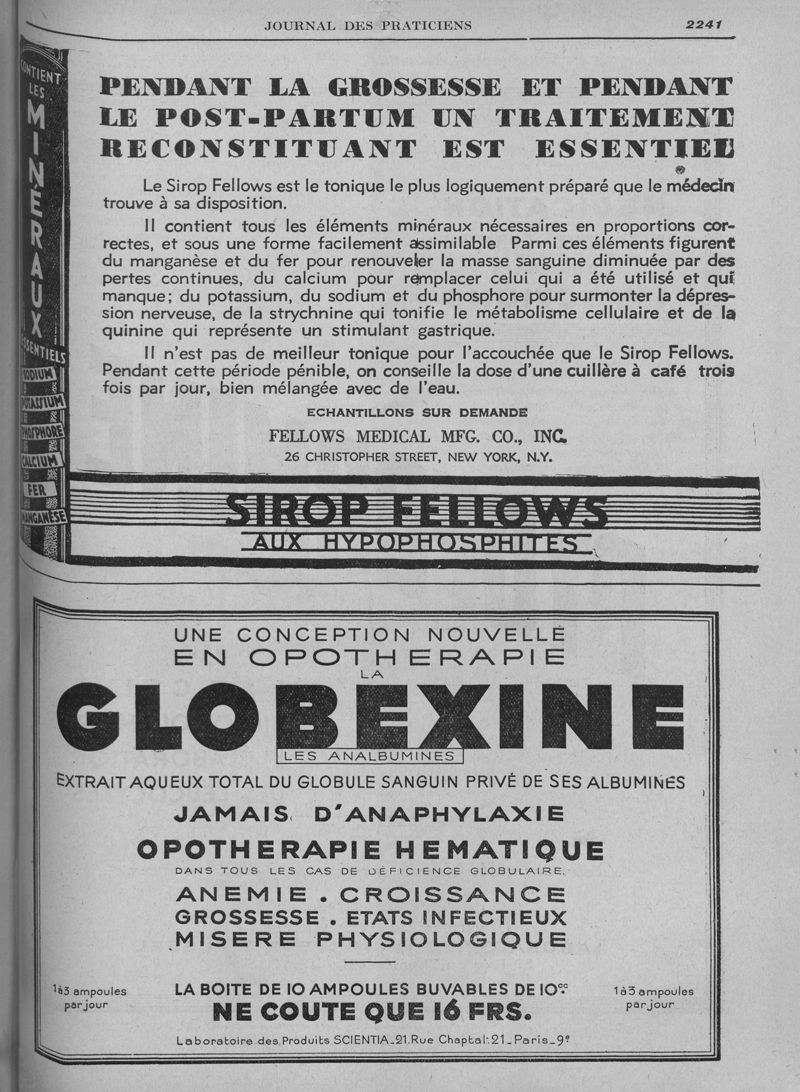 JOURNAL DES PRATICIENS 2241
CONTIENT
LES
MINERAUX
ESSENTIELS
SODIUM
POTASSIUM
PHOSPHORE
CALCIUM
FER
MANGANÈSE
PENDANT LA GROSSESSE ET PENDANT
LE POST-PARTUM UN TRAITEMENT
RECONSTITUANT EST ESSENTIEL
Le Sirop Fellows est le tonique le plus logiquement préparé que le médecin
trouve à sa disposition.
Il contient tous les éléments minéraux nécessaires en proportions cor-
rectes, et sous une forme facilement assimilable Parmi ces éléments figurent
du manganèse et du fer pour renouveler la masse sanguine diminuée par des
pertes continues, du calcium pour remplacer celui qui a été utilisé et qui
manque; du potassium, du sodium et du phosphore pour surmonter la dépres-
sion nerveuse, de la strychnine qui tonifie le métabolisme cellulaire et de la
quinine qui représente un stimulant gastrique.
Il n'est pas de meilleur tonique pour l'accouchée que le Sirop Fellows.
Pendant cette période pénible, on conseille la dose d'une cuillère à café trois
fois par jour, bien mélangée avec de l'eau.
ECHANTILLONS SUR DEMANDE
FELLOWS MEDICAL MFG. CO., INC.
26 CHRISTOPHER STREET, NEW YORK, N.Y.
SIROP FELLOWS
AUX HYPOPHOSPHITES
UNE CONCEPTION NOUVELLE
EN OPOTHERAPIE
LA
GLOBEXINE
LES ANALBUMINES
EXTRAIT AQUEUX TOTAL DU GLOBULE SANGUIN PRIVÉ DE SES ALBUMINES
JAMAIS D'ANAPHYLAXIE
OPOTHERAPIE HEMATIQUE
DANS TOUS LES CAS DE DÉFICIENCE GLOBULAIRE.
ANEMIE . CROISSANCE
GROSSESSE . ETATS INFECTIEUX
MISERE PHYSIOLOGIQUE
1à3 ampoules
par jour
LA BOITE DE 10 AMPOULES BUVABLES DE 10cc.
NE COUTE QUE 16 FRS.
1à3 ampoules
par jour
Laboratoire des Produits SCIENTIA_21.Rue Chaptal.21_Paris_9e